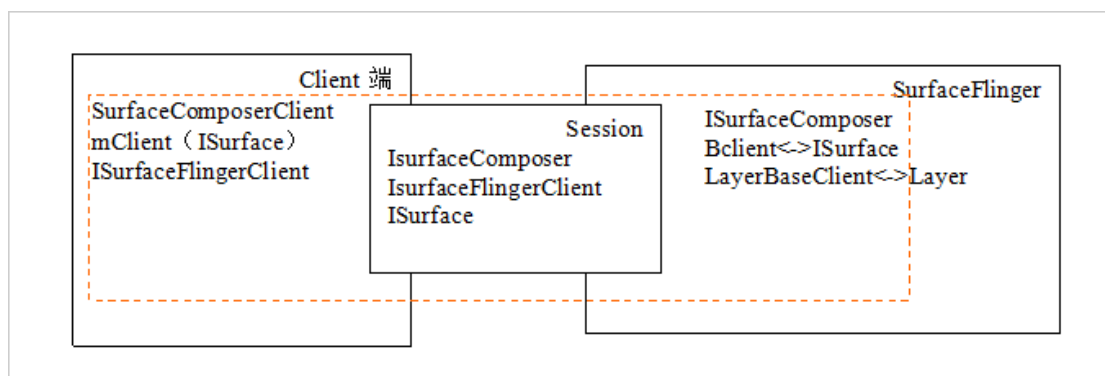 Client 端
SurfaceComposerClient
mClient（ISurface）
ISurfaceFlingerClient
Session
IsurfaceComposer
IsurfaceFlingerClient
ISurface
SurfaceFlinger
ISurfaceComposer
Bclient<->ISurface
LayerBaseClient<->Layer